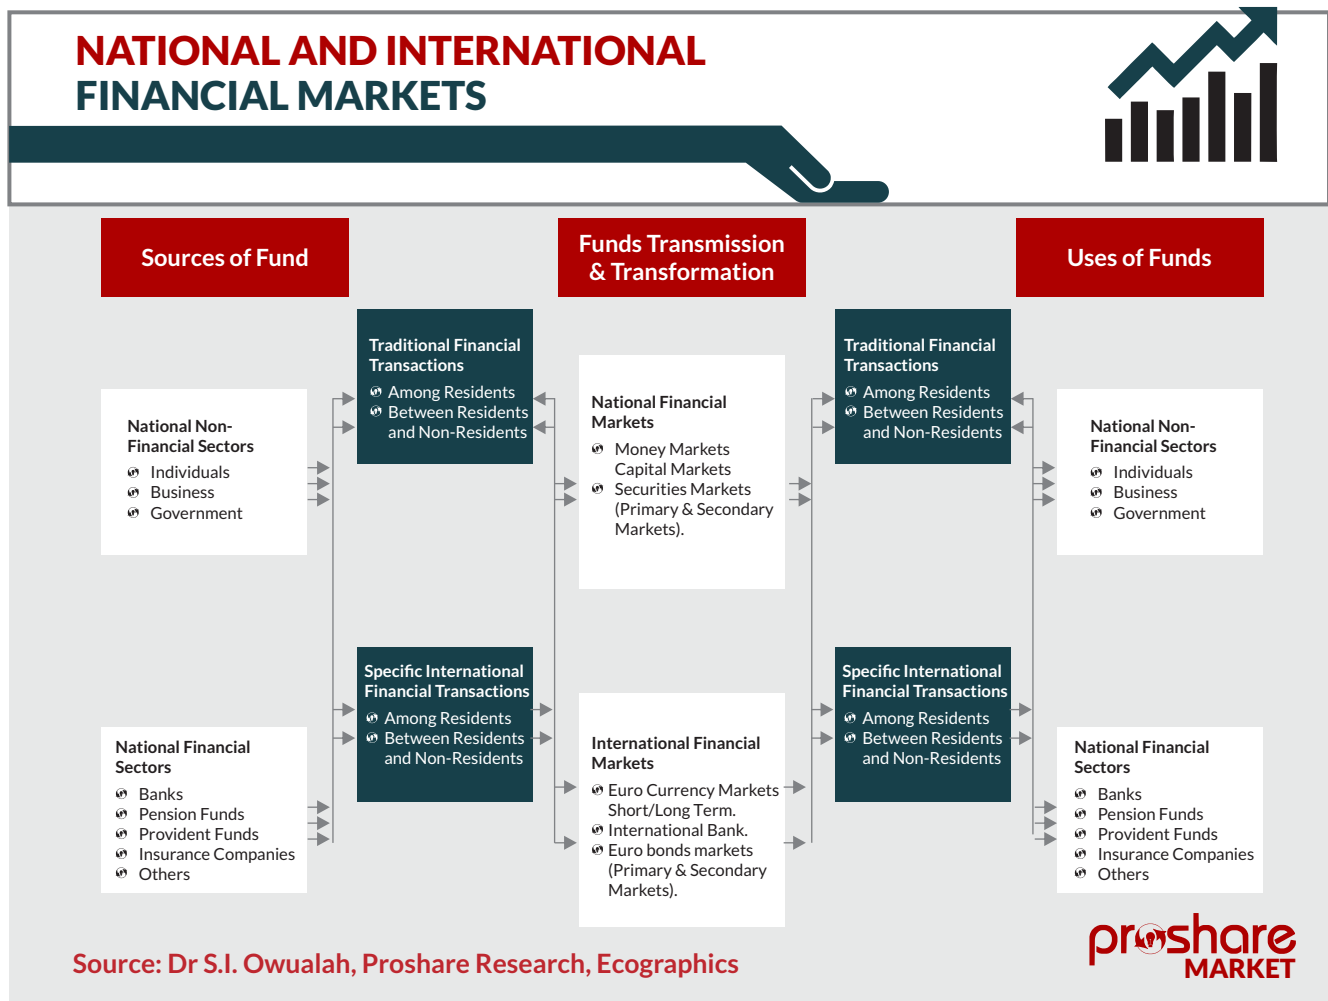 NATIONAL AND INTERNATIONAL
FINANCIAL MARKETS
Sources of Fund
Funds Transmission
& Transformation
Uses of Funds
National Non-
Financial Sectors
Individuals
Business
Government
National Financial
Sectors
Banks
Pension Funds
Provident Funds
Insurance Companies
Others
Traditional Financial
Transactions
Among Residents
Between Residents
and Non-Residents
Specific International
Financial Transactions
Among Residents
Between Residents
and Non-Residents
National Financial
Markets
Money Markets
Capital Markets
Securities Markets
(Primary & Secondary
Markets).
International Financial
Markets
Euro Currency Markets
Short/Long Term.
International Bank.
Euro bonds markets
(Primary & Secondary
Markets).
Traditional Financial
Transactions
Among Residents
Between Residents
and Non-Residents
Specific International
Financial Transactions
Among Residents
Between Residents
and Non-Residents
National Non-
Financial Sectors
Individuals
Business
Government
National Financial
Sectors
Banks
Pension Funds
Provident Funds
Insurance Companies
Others
Source: Dr S.I. Owualah, Proshare Research, Ecographics
proshare
MARKET